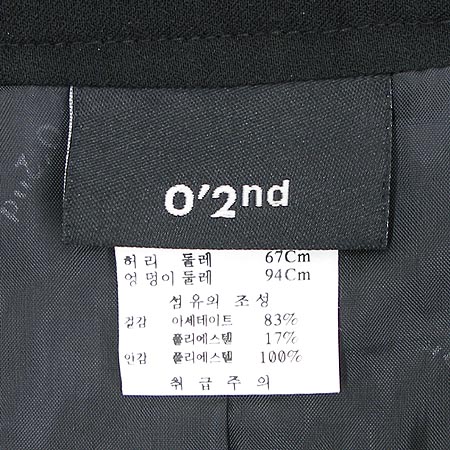 O'2nd
허리 둘레 67Cm
엉덩이 둘레 94Cm
섬유의 조성
겉감 아세테이트 83%
폴리에스텔 17%
안감 폴리에스텔 100%
취급주의